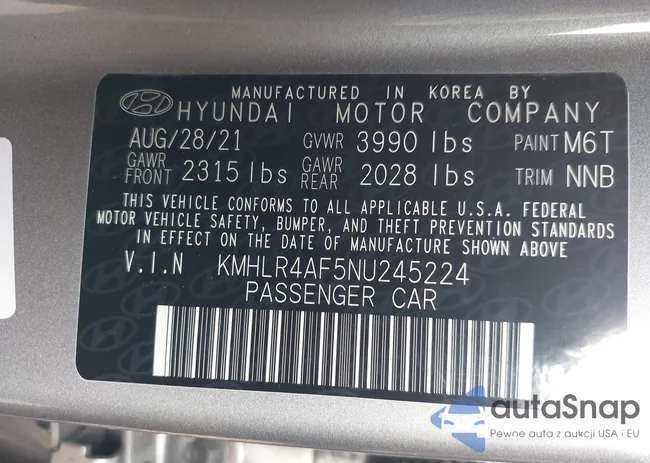 MANUFACTURED IN KOREA BY
HYUNDAI MOTOR COMPANY
AUG/28/21 GVWR 3990 lbs PAINT M6T
GAWR FRONT 2315 lbs GAWR REAR 2028 lbs TRIM NNB
THIS VEHICLE CONFORMS TO ALL APPLICABLE U.S.A. FEDERAL
MOTOR VEHICLE SAFETY, BUMPER, AND THEFT PREVENTION STANDARDS
IN EFFECT ON THE DATE OF MANUFACTURE SHOWN ABOVE
V.I.N KMHLR4AF5NU245224
PASSENGER CAR
autaSnap
Pewne auta z aukcji USA i EU